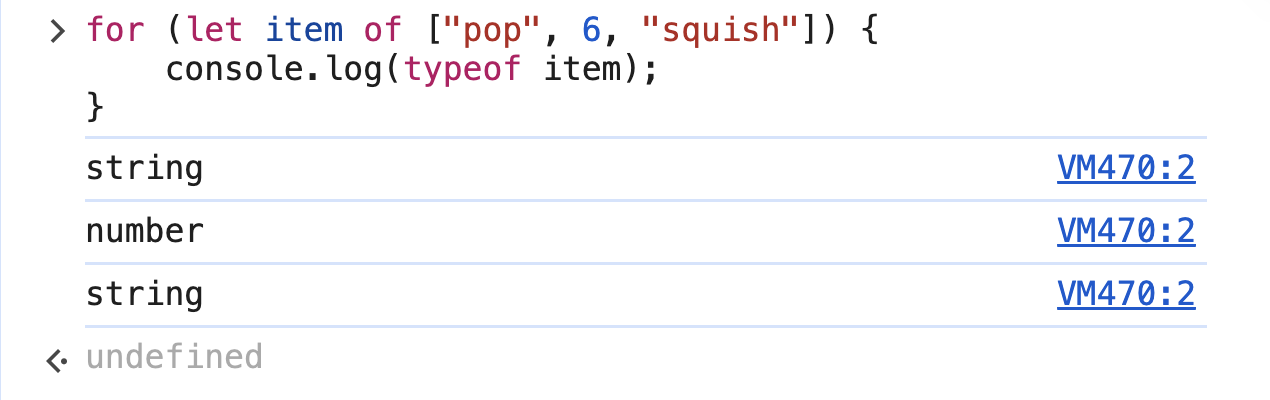 > for (let item of ["pop", 6, "squish"]) {
    console.log(typeof item);
}
string VM470:2
number VM470:2
string VM470:2
undefined